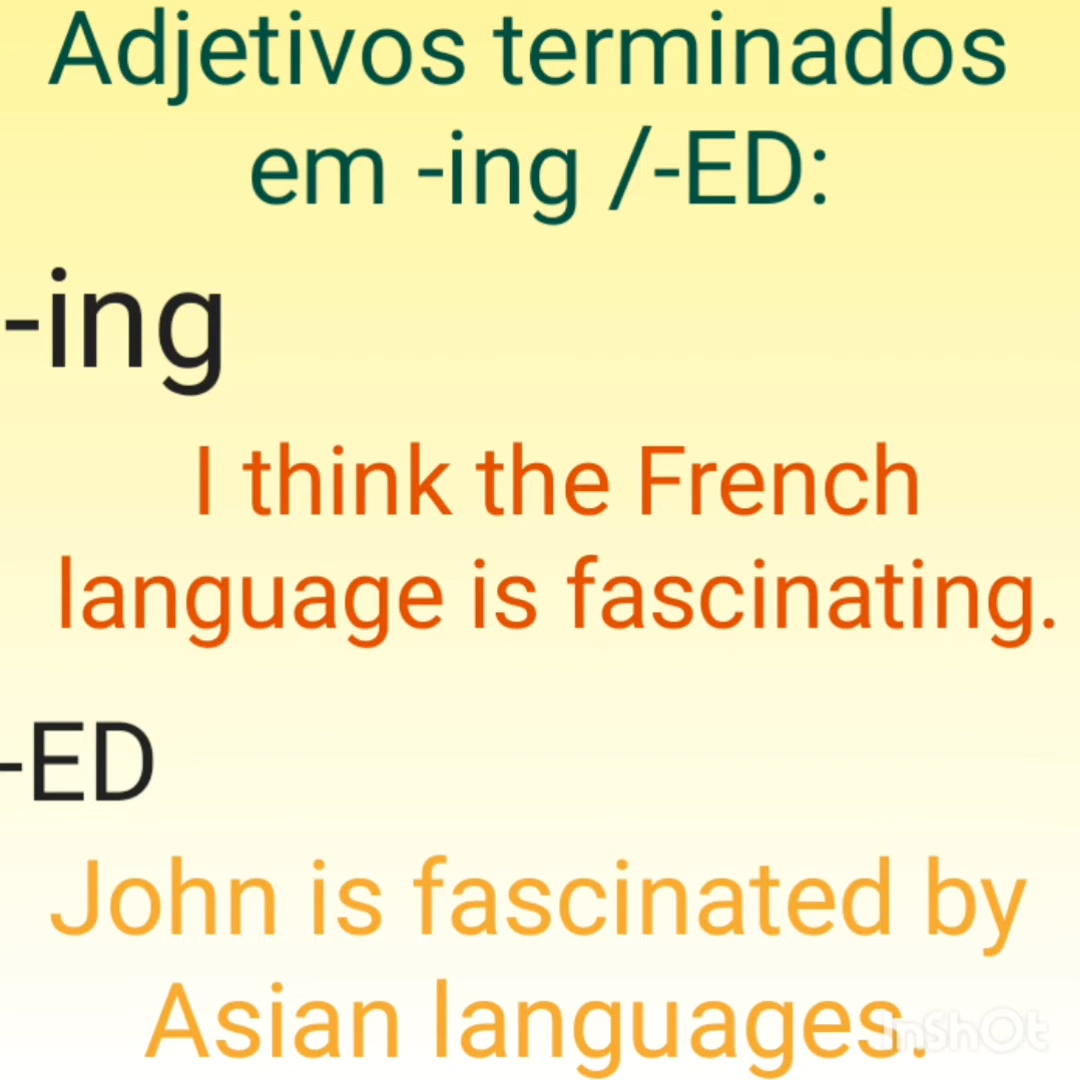 Adjetivos terminados
em -ing /-ED:
-ing
I think the French
language is fascinating.
-ED
John is fascinated by
Asian languages.
InShOt